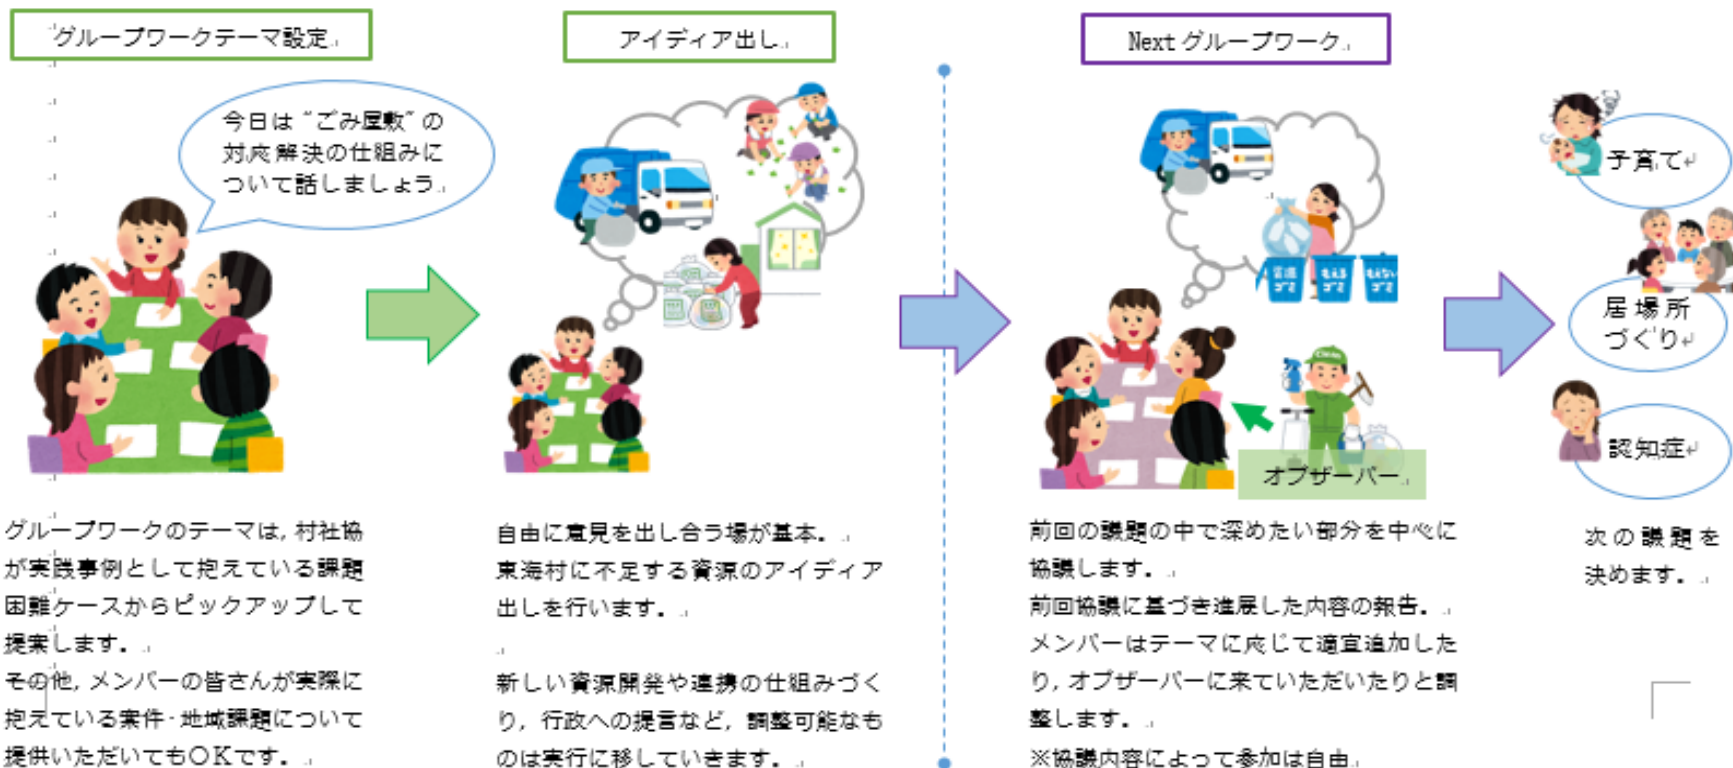 グループワークテーマ設定
今日は“ごみ屋敷”の
対応解決の仕組みに
ついて話しましょう
グループワークのテーマは，村社協
が実践事例として抱えている課題
困難ケースからピックアップして
提案します。
その他，メンバーの皆さんが実際に
抱えている案件・地域課題について
提供いただいてもＯＫです。
アイディア出し
自由に意見を出し合う場が基本。
東海村に不足する資源のアイディア
出しを行います。
新しい資源開発や連携の仕組みづく
り，行政への提言など，調整可能なも
のは実行に移していきます。
Next グループワーク
資源
ゴミ
もえる
ゴミ
もえない
ゴミ
オブザーバー
前回の議題の中で深めたい部分を中心に
協議します。
前回協議に基づき進展した内容の報告。
メンバーはテーマに応じて適宜追加した
り，オブザーバーに来ていただいたりと調
整します。
※協議内容によって参加は自由
子育て
居場所
づくり
認知症
次の議題を
決めます。